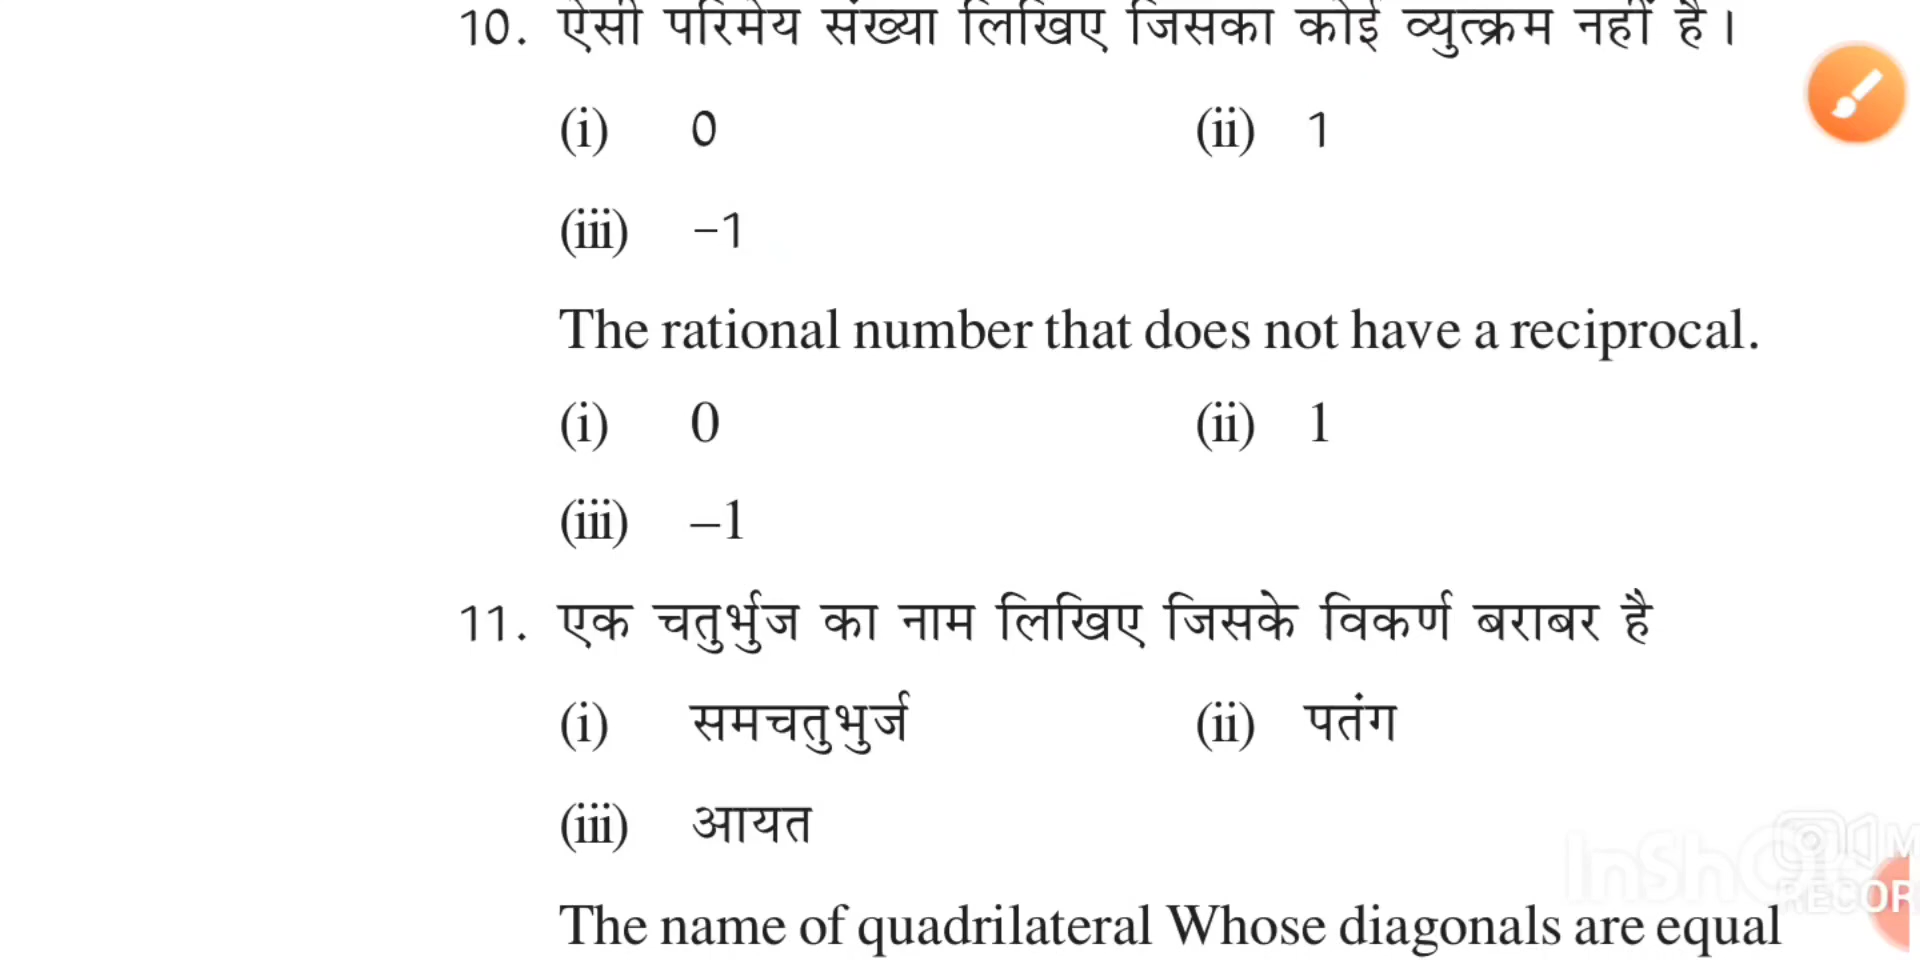 10. ऐसी परिमेय संख्या लिखिए जिसका कोई व्युत्क्रम नहीं है।
(i) 0 (ii) 1
(iii) –1
The rational number that does not have a reciprocal.
(i) 0 (ii) 1
(iii) –1
11. एक चतुर्भुज का नाम लिखिए जिसके विकर्ण बराबर है
(i) समचतुभुर्ज (ii) पतंग
(iii) आयत
The name of quadrilateral Whose diagonals are equal